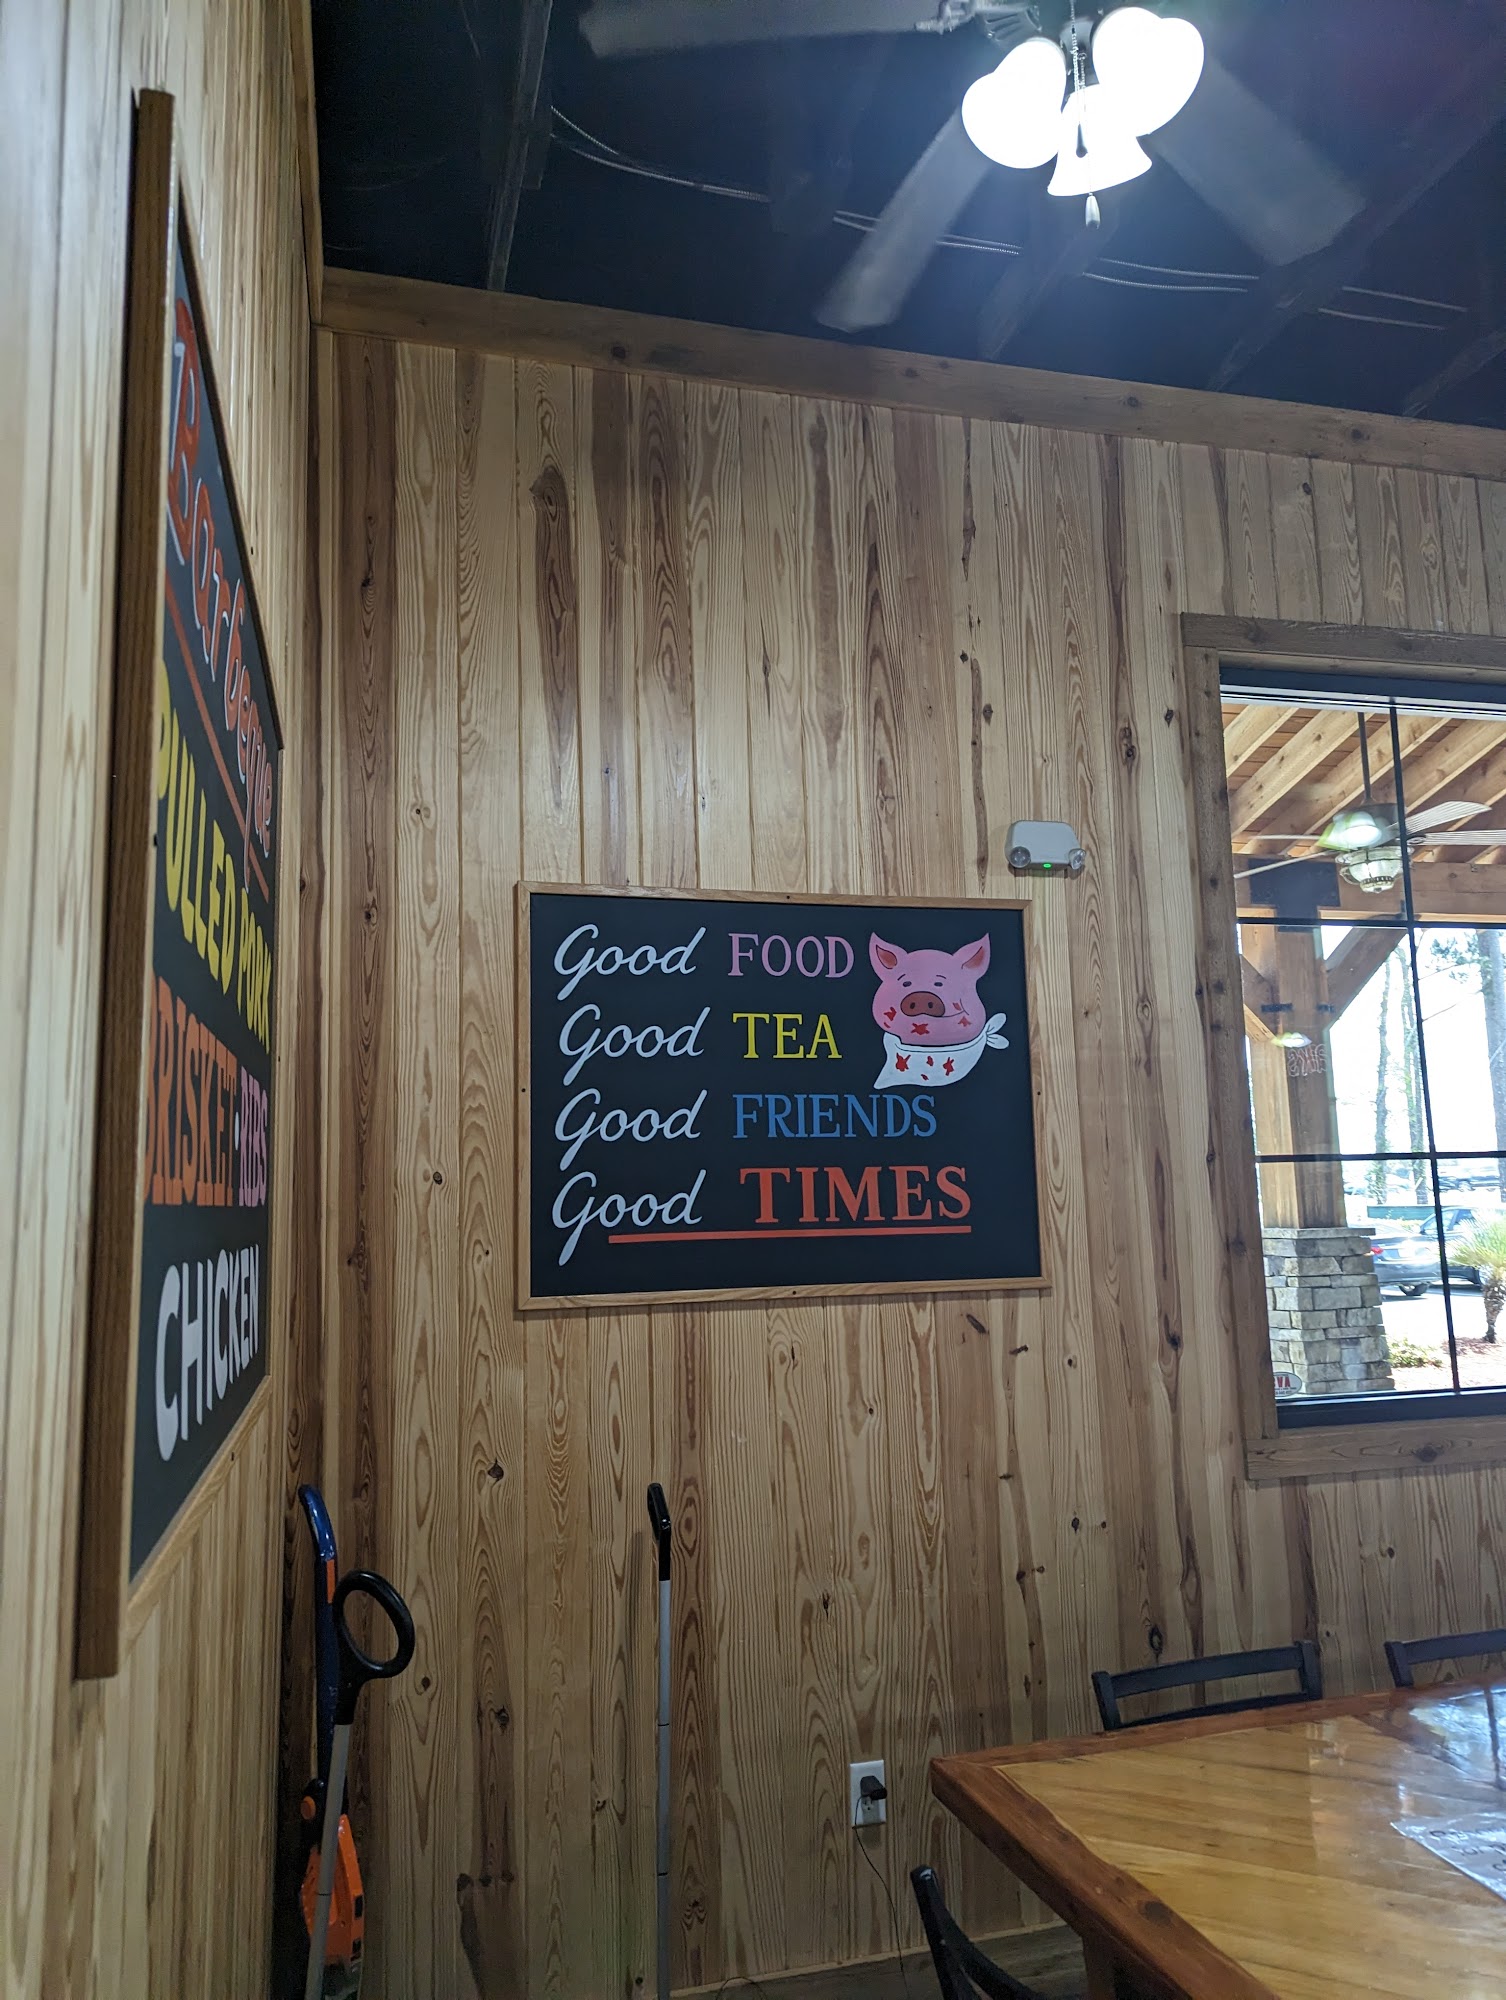 Barbeque
PULLED PORK
BRISKET • RIBS
CHICKEN
Good FOOD
Good TEA
Good FRIENDS
Good TIMES